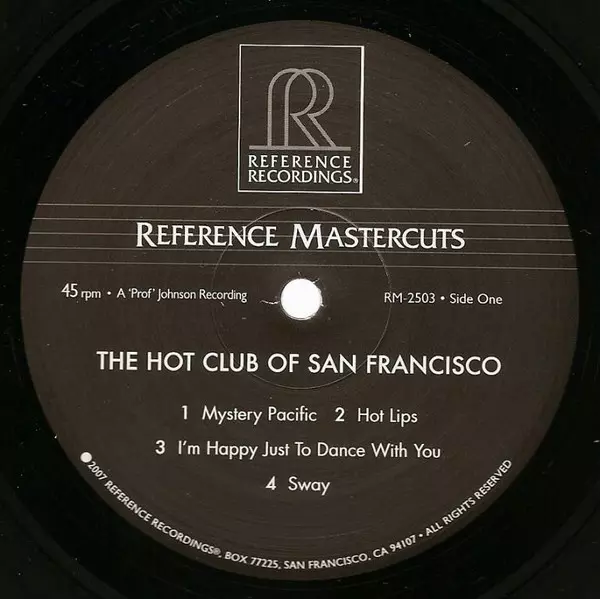 R
REFERENCE
RECORDINGS®
REFERENCE MASTERCUTS
45 rpm • A 'Prof' Johnson Recording
RM-2503 • Side One
THE HOT CLUB OF SAN FRANCISCO
1 Mystery Pacific 2 Hot Lips
3 I'm Happy Just To Dance With You
4 Sway
2007 REFERENCE RECORDINGS®, BOX 77225, SAN FRANCISCO, CA 94107 • ALL RIGHTS RESERVED